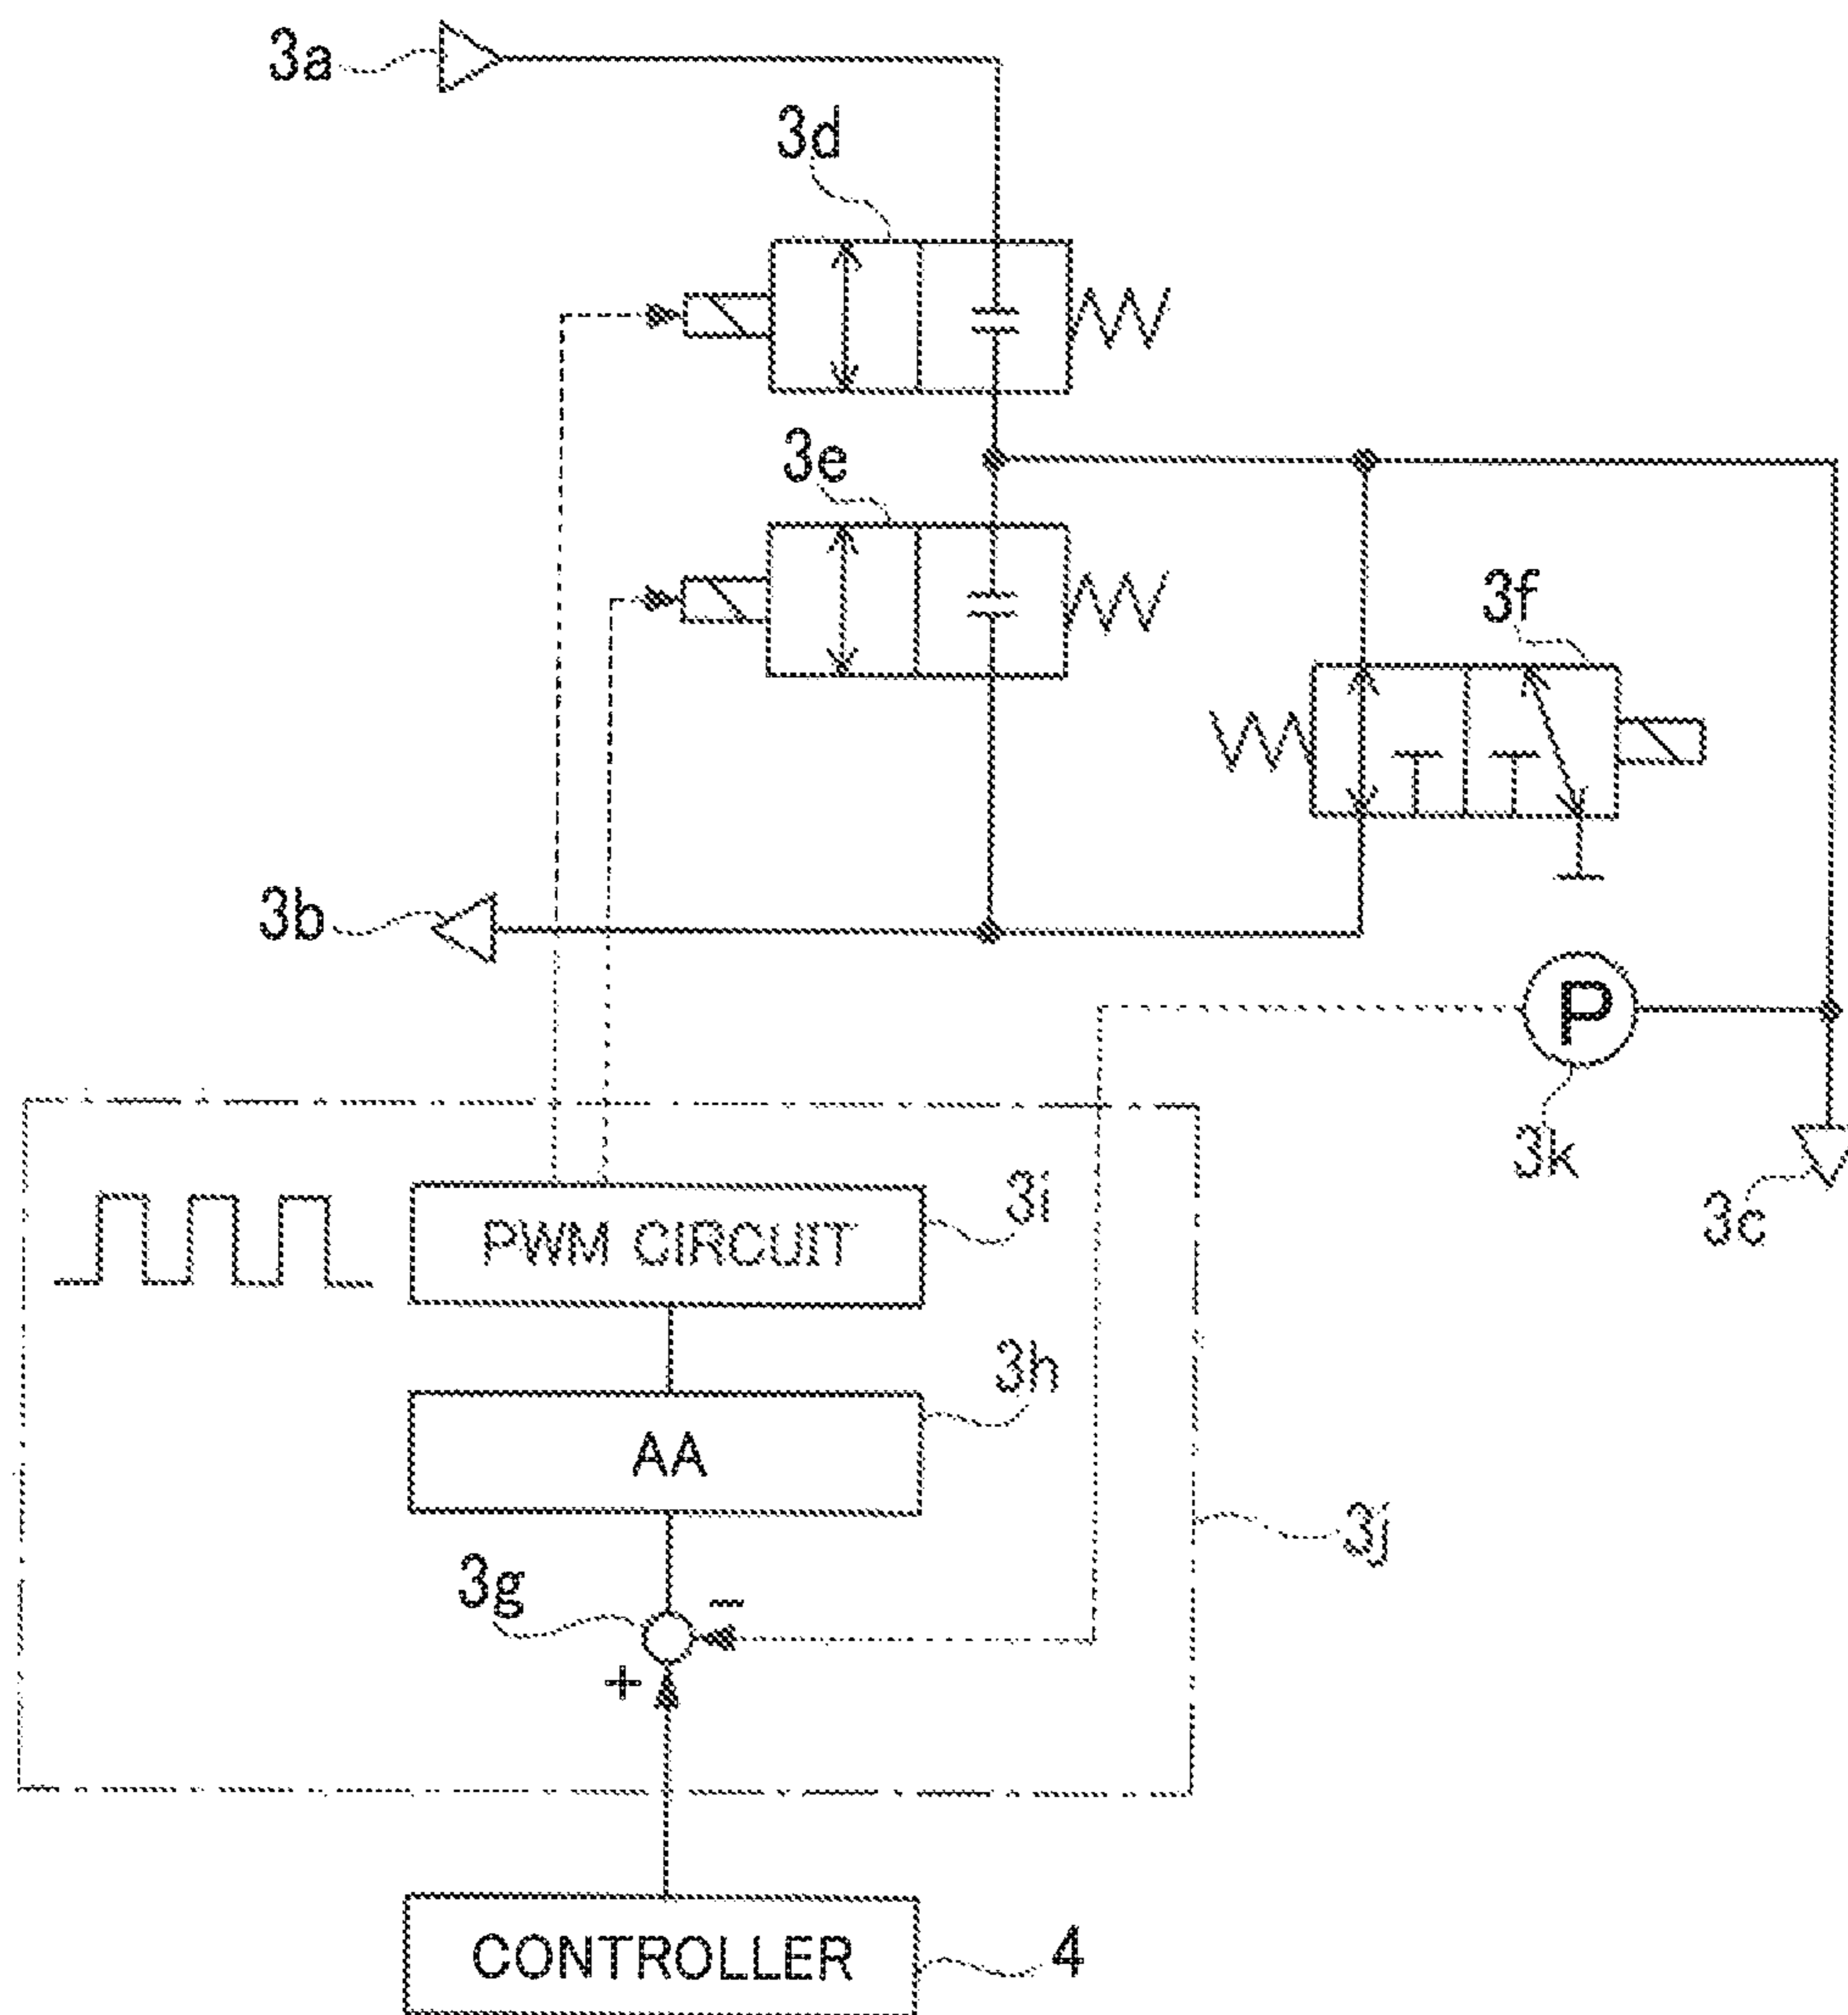 3a
3d
3e
3f
3b
P
3k
3c
3i
PWM CIRCUIT
3h
AA
3j
3g
−
+
CONTROLLER
4